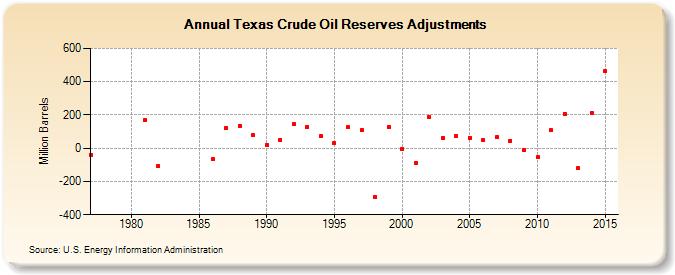 Annual Texas Crude Oil Reserves Adjustments
Million Barrels
600
400
200
0
-200
-400
1980 1985 1990 1995 2000 2005 2010 2015
Source: U.S. Energy Information Administration